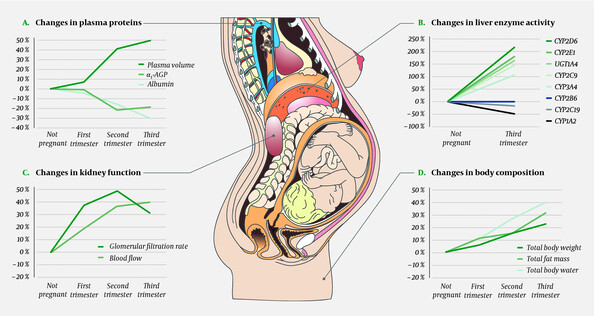 A. Changes in plasma proteins
50 %
40 %
30 %
20 %
10 %
0 %
–10 %
–20 %
–30 %
–40 %
Plasma volume
α₁-AGP
Albumin
Not pregnant
First trimester
Second trimester
Third trimester
B. Changes in liver enzyme activity
250 %
200 %
150 %
100 %
50 %
0 %
–50 %
–100 %
Not pregnant
Third trimester
CYP2D6
CYP2E1
UGT1A4
CYP2C9
CYP3A4
CYP2B6
CYP2C9
CYP1A2
C. Changes in kidney function
50 %
40 %
30 %
20 %
10 %
0 %
–10 %
–20 %
Glomerular filtration rate
Blood flow
Not pregnant
First trimester
Second trimester
Third trimester
D. Changes in body composition
50 %
40 %
30 %
20 %
10 %
0 %
–10 %
–20 %
Total body weight
Total fat mass
Total body water
Not pregnant
First trimester
Second trimester
Third trimester